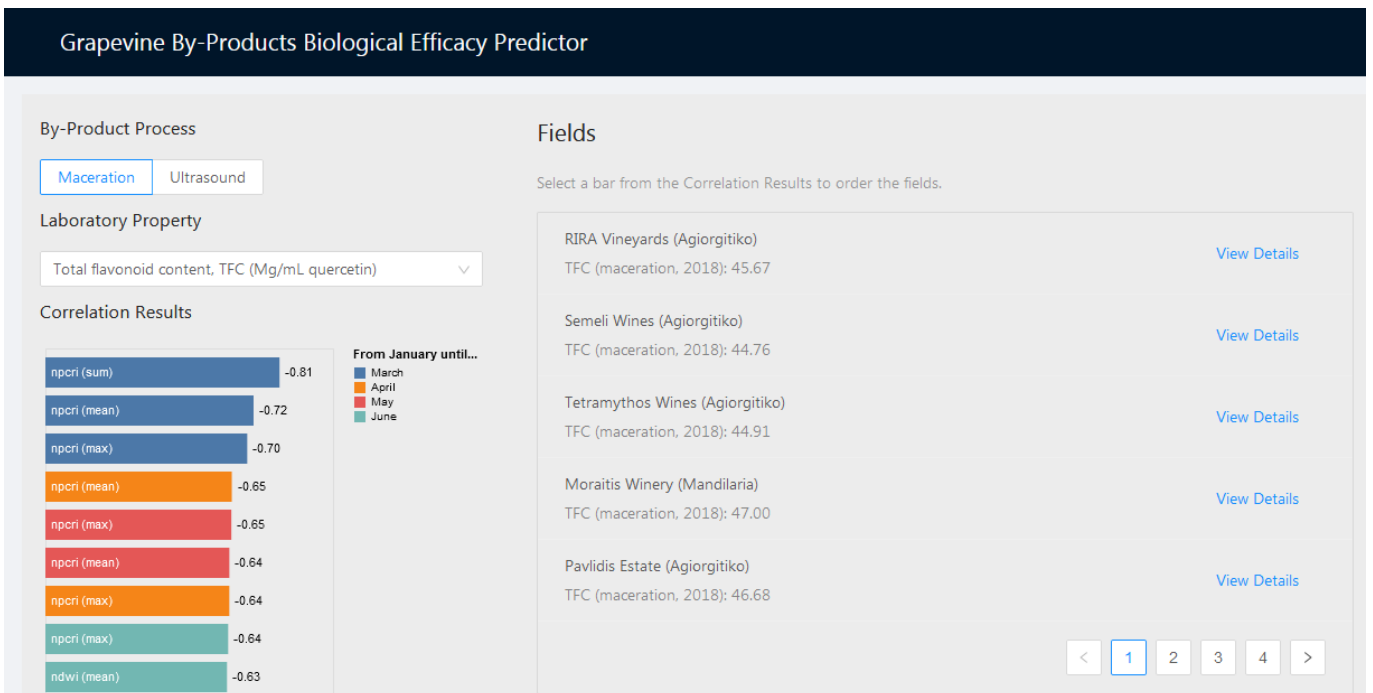 Grapevine By-Products Biological Efficacy Predictor
By-Product Process
Maceration Ultrasound
Laboratory Property
Total flavonoid content, TFC (Mg/mL quercetin)
Correlation Results
From January until...
March
April
May
June
npcri (sum) -0.81
npcri (mean) -0.72
npcri (max) -0.70
npcri (mean) -0.65
npcri (max) -0.65
npcri (mean) -0.64
npcri (max) -0.64
npcri (max) -0.64
ndwi (mean) -0.63
Fields
Select a bar from the Correlation Results to order the fields.
RIRA Vineyards (Agiorgitiko)
TFC (maceration, 2018): 45.67
View Details
Semeli Wines (Agiorgitiko)
TFC (maceration, 2018): 44.76
View Details
Tetramythos Wines (Agiorgitiko)
TFC (maceration, 2018): 44.91
View Details
Moraitis Winery (Mandilaria)
TFC (maceration, 2018): 47.00
View Details
Pavlidis Estate (Agiorgitiko)
TFC (maceration, 2018): 46.68
View Details
< 1 2 3 4 >